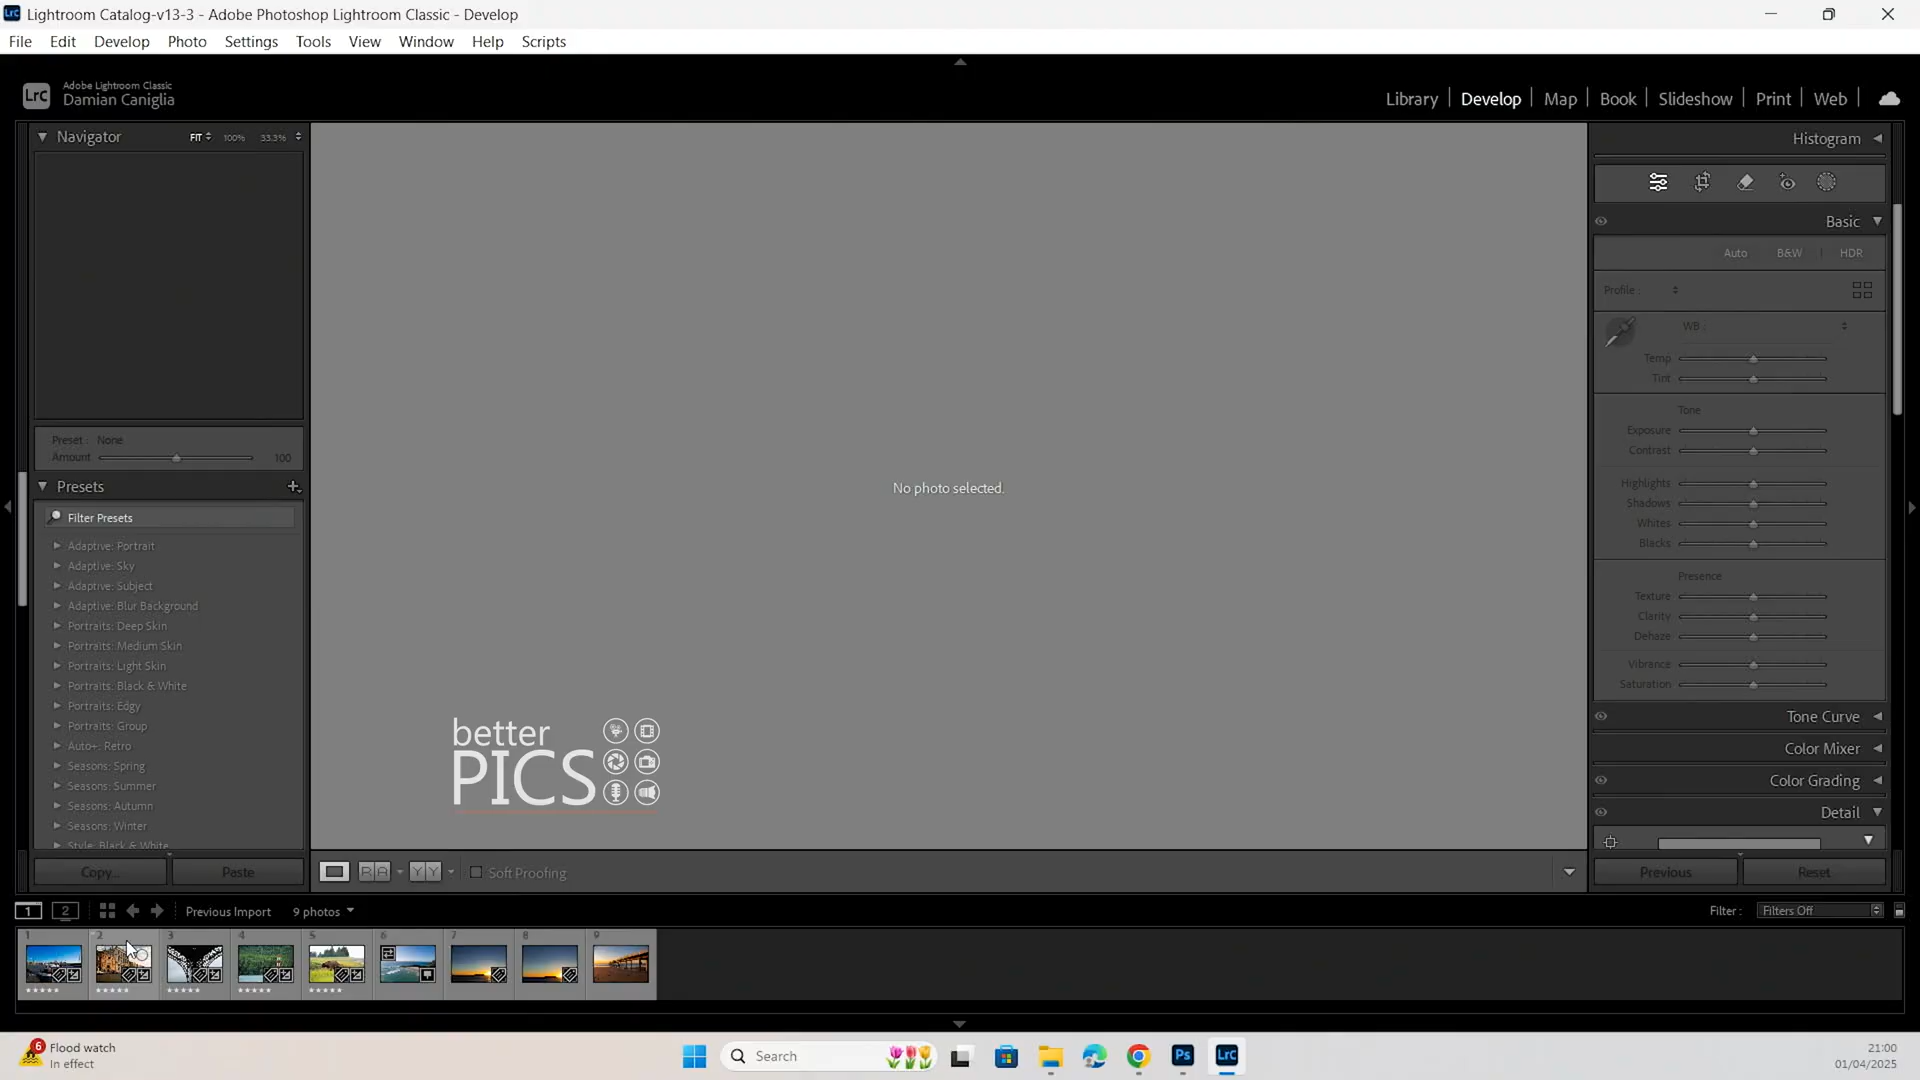 Lightroom Catalog-v13-3 - Adobe Photoshop Lightroom Classic - Develop
File Edit Develop Photo Settings Tools View Window Help Scripts
LrC Adobe Lightroom Classic
Damian Caniglia
Library Develop Map Book Slideshow Print Web
Navigator FIT 100% 33.3%
Histogram
Basic
Auto B&W HDR
Profile :
WB :
Temp
Tint
Tone
Exposure
Contrast
Highlights
Shadows
Whites
Blacks
Presence
Texture
Clarity
Dehaze
Vibrance
Saturation
Tone Curve
Color Mixer
Color Grading
Detail
Preset : None
Amount 100
Presets
Filter Presets
Adaptive: Portrait
Adaptive: Sky
Adaptive: Subject
Adaptive: Blur Background
Portraits: Deep Skin
Portraits: Medium Skin
Portraits: Light Skin
Portraits: Black & White
Portraits: Edgy
Portraits: Group
Auto+: Retro
Seasons: Spring
Seasons: Summer
Seasons: Autumn
Seasons: Winter
Style: Black & White
No photo selected.
better
PICS
Copy... Paste
R A Y Y Soft Proofing
Previous Reset
1 2 Previous Import 9 photos
Filter : Filters Off
1 2 3 4 5 6 7 8 9
6 Flood watch
In effect
Search
Ps LrC
21:00
01/04/2025